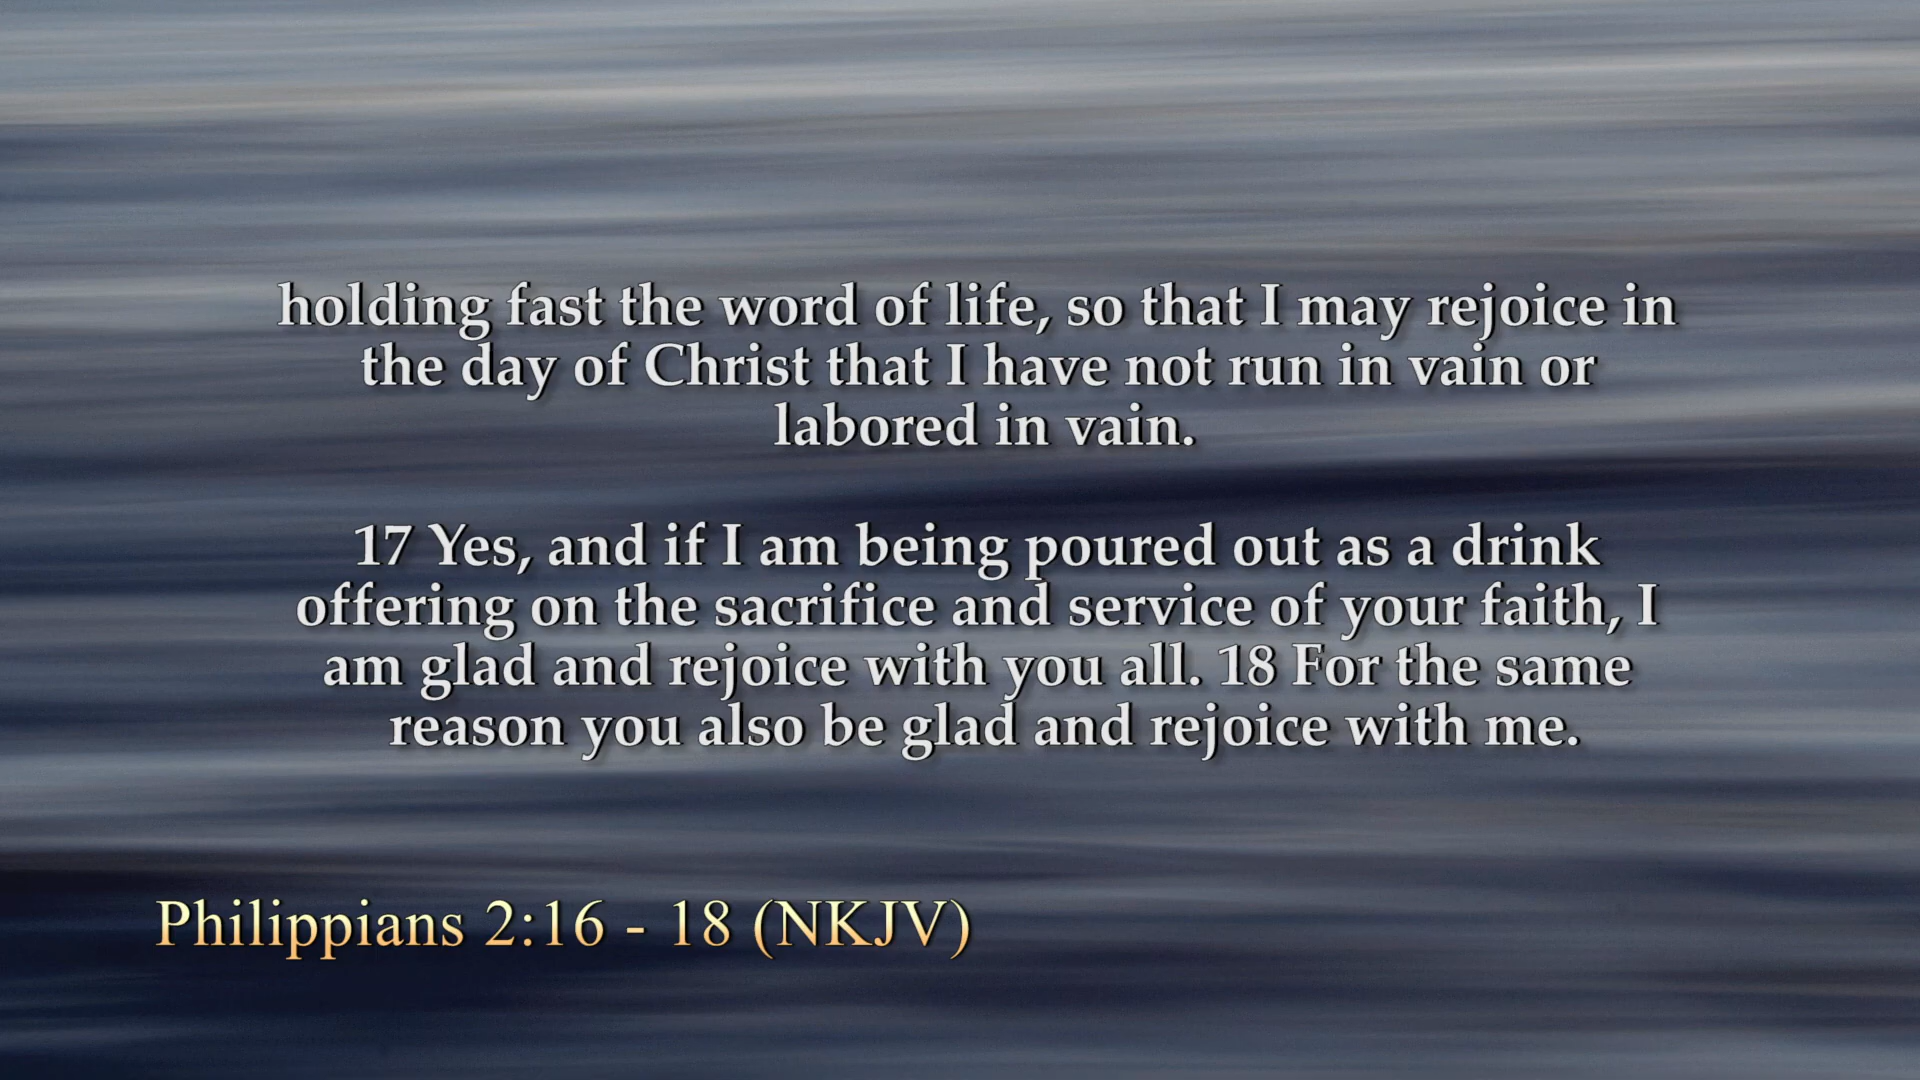 holding fast the word of life, so that I may rejoice in
the day of Christ that I have not run in vain or
labored in vain.
17 Yes, and if I am being poured out as a drink
offering on the sacrifice and service of your faith, I
am glad and rejoice with you all. 18 For the same
reason you also be glad and rejoice with me.
Philippians 2:16 - 18 (NKJV)